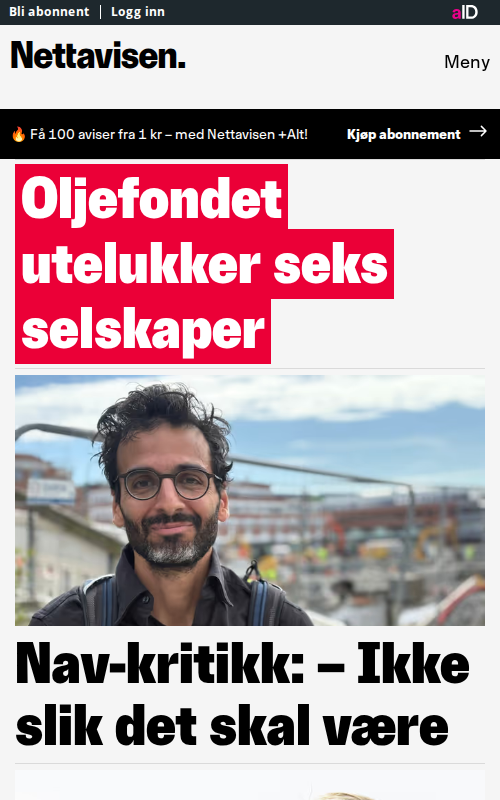 Bli abonnent | Logg inn
aID
Nettavisen.
Meny
🔥 Få 100 aviser fra 1 kr – med Nettavisen +Alt!
Kjøp abonnement →
Oljefondet
utelukker seks
selskaper
Nav-kritikk: – Ikke
slik det skal være